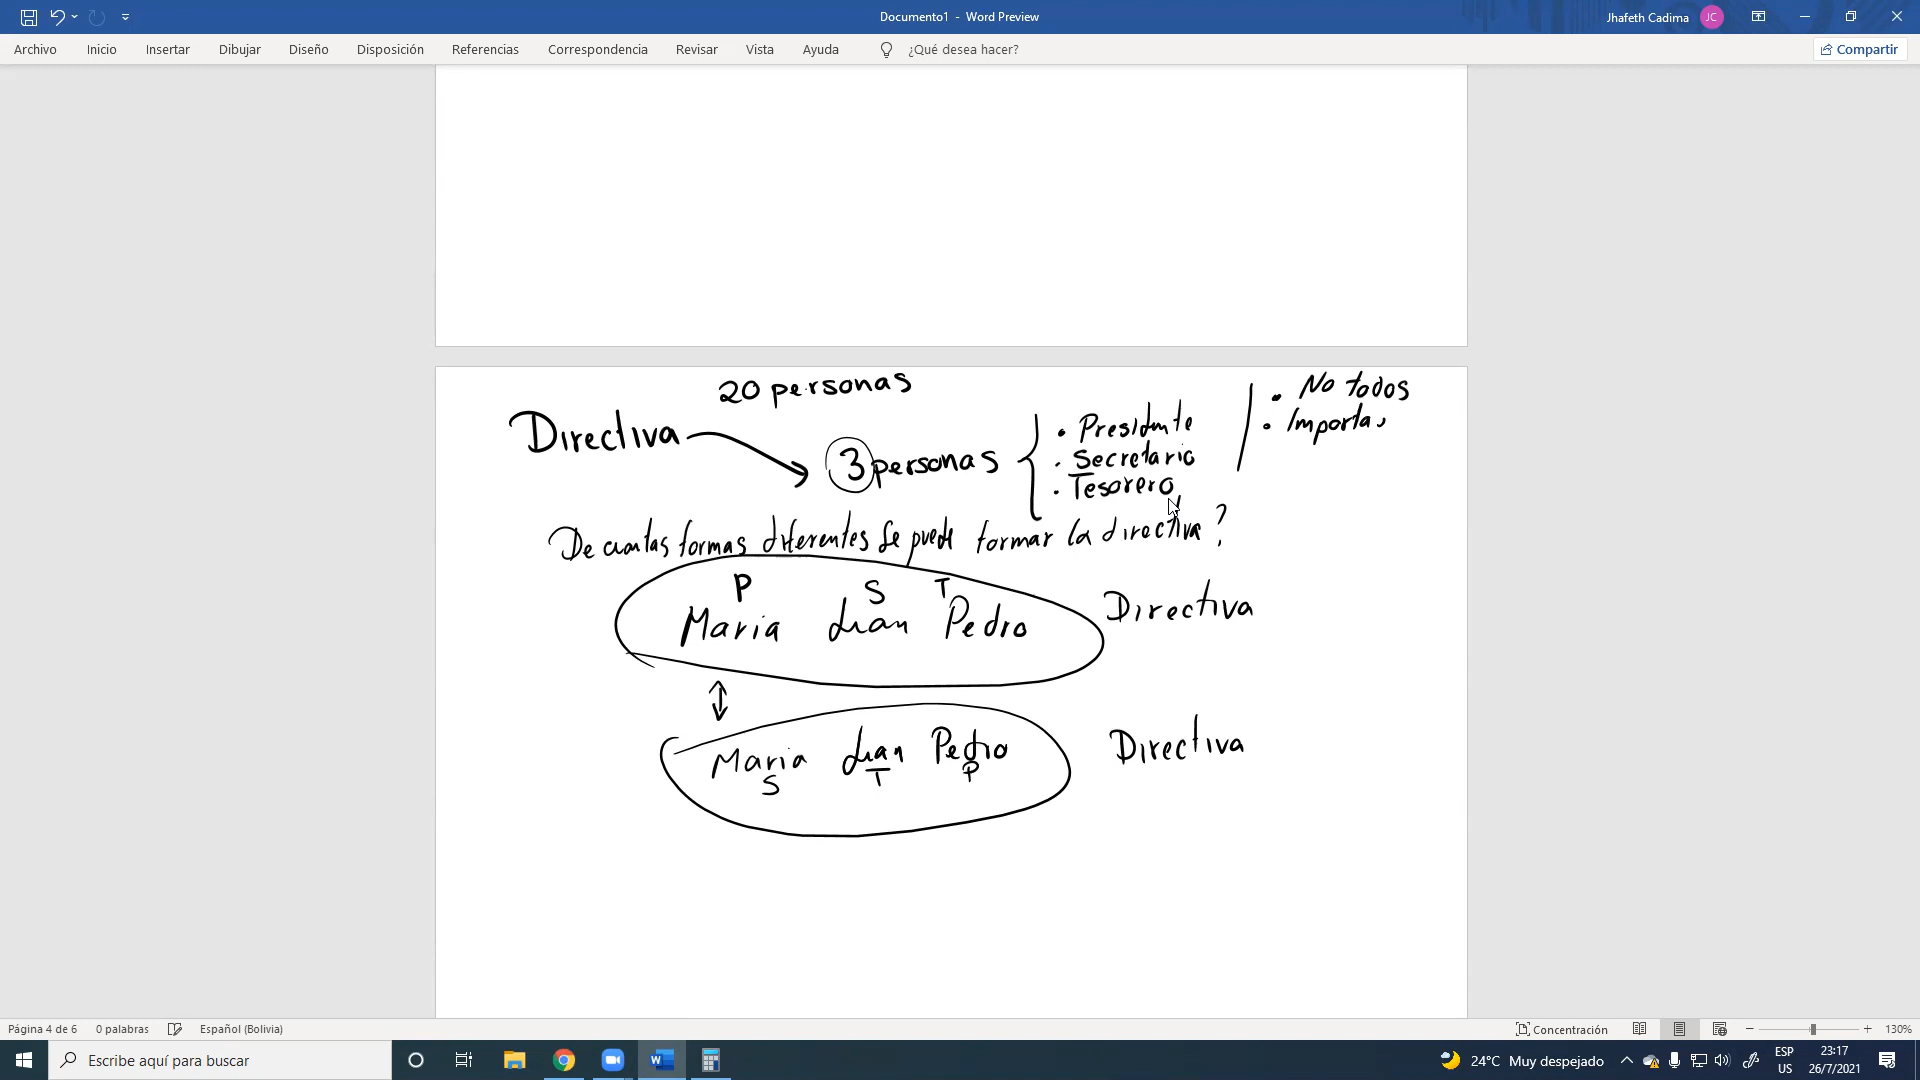 Documento1 - Word Preview
Jhafeth Cadima
JC
Archivo Inicio Insertar Dibujar Diseño Disposición Referencias Correspondencia Revisar Vista Ayuda ¿Qué desea hacer?
Compartir
20 personas
Directiva
3 personas
• Presidente
• Secretario
• Tesorero
• No todos
• Importa
De cuantas formas diferentes se puede formar la directiva?
P S T
Maria Juan Pedro
Directiva
Maria Juan Pedro
S T P
Directiva
Página 4 de 6 0 palabras Español (Bolivia)
Concentración
130%
Escribe aquí para buscar
24°C Muy despejado
ESP
US
23:17
26/7/2021